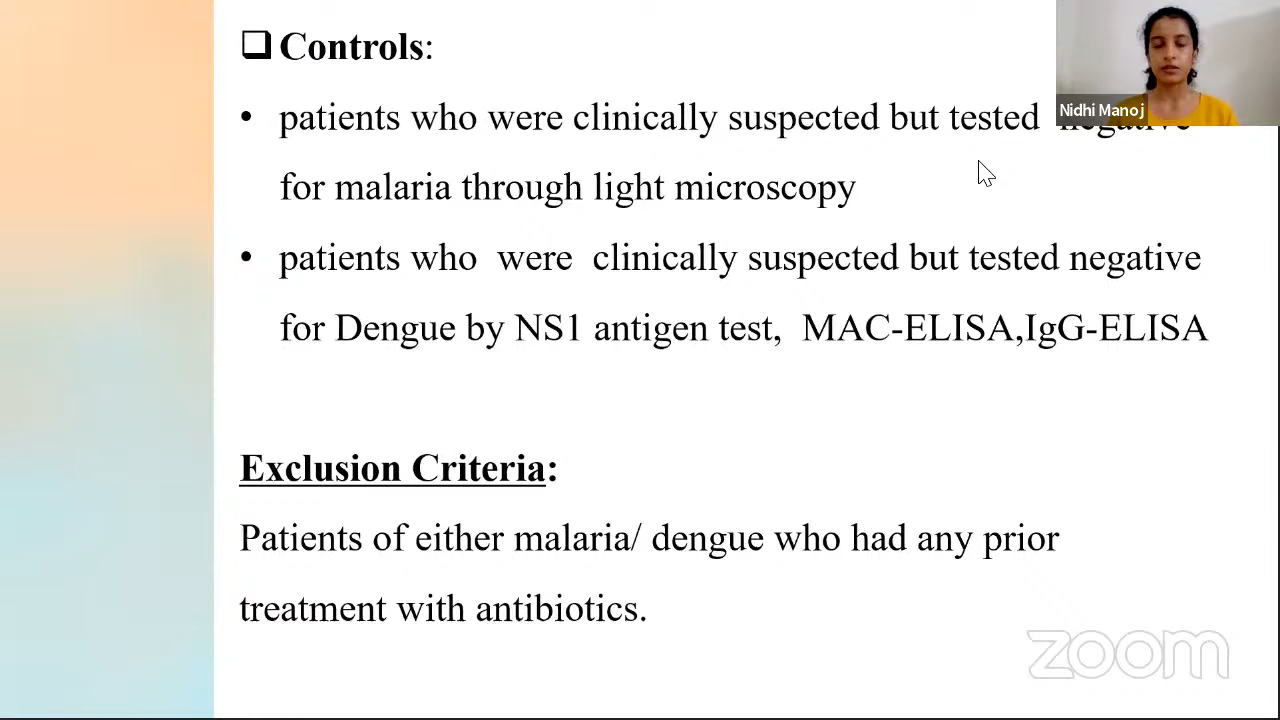 ❑ Controls:
• patients who were clinically suspected but tested negative
for malaria through light microscopy
• patients who were clinically suspected but tested negative
for Dengue by NS1 antigen test, MAC-ELISA,IgG-ELISA
Exclusion Criteria:
Patients of either malaria/ dengue who had any prior
treatment with antibiotics.
Nidhi Manoj
zoom